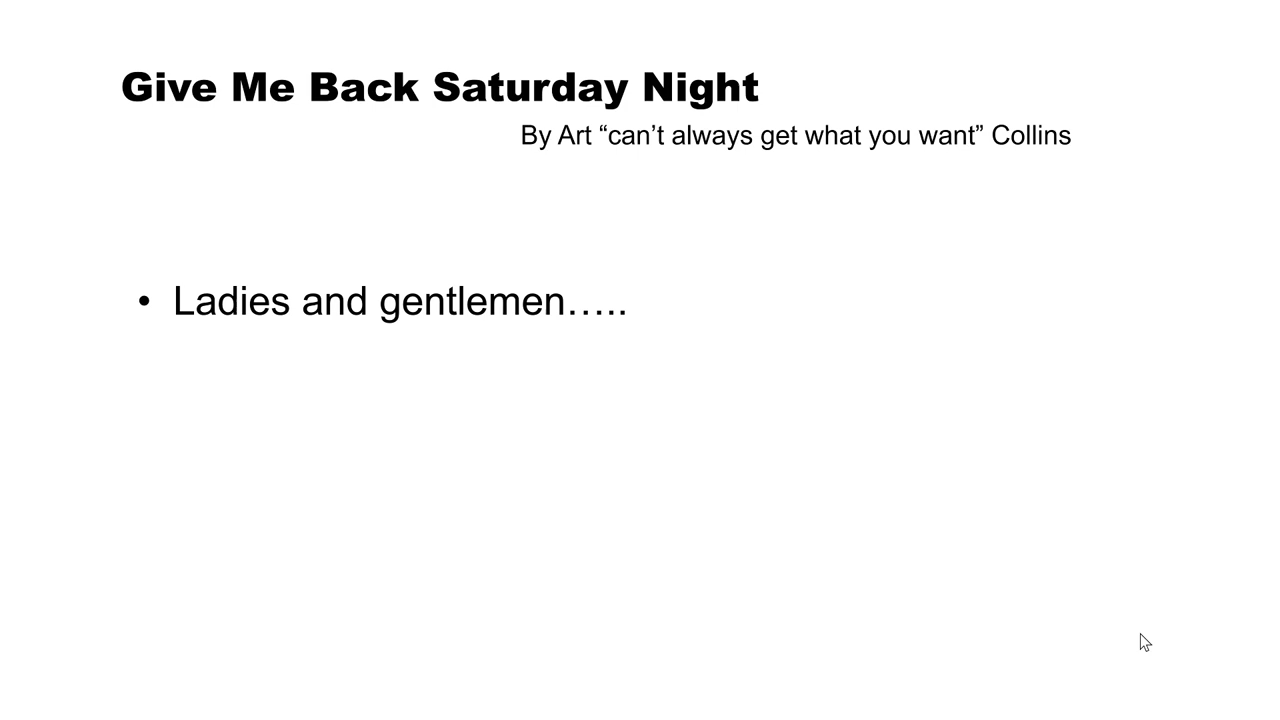 Give Me Back Saturday Night
By Art “can’t always get what you want” Collins
• Ladies and gentlemen…..